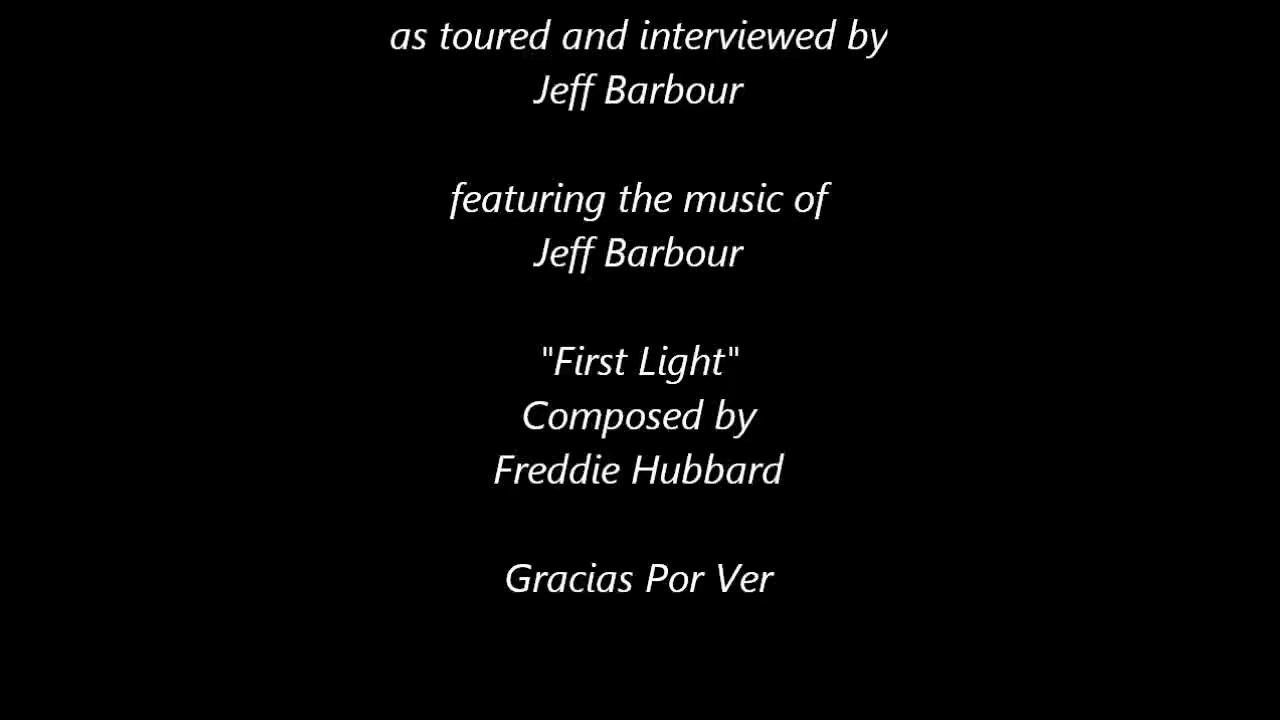 as toured and interviewed by
Jeff Barbour
featuring the music of
Jeff Barbour
"First Light"
Composed by
Freddie Hubbard
Gracias Por Ver